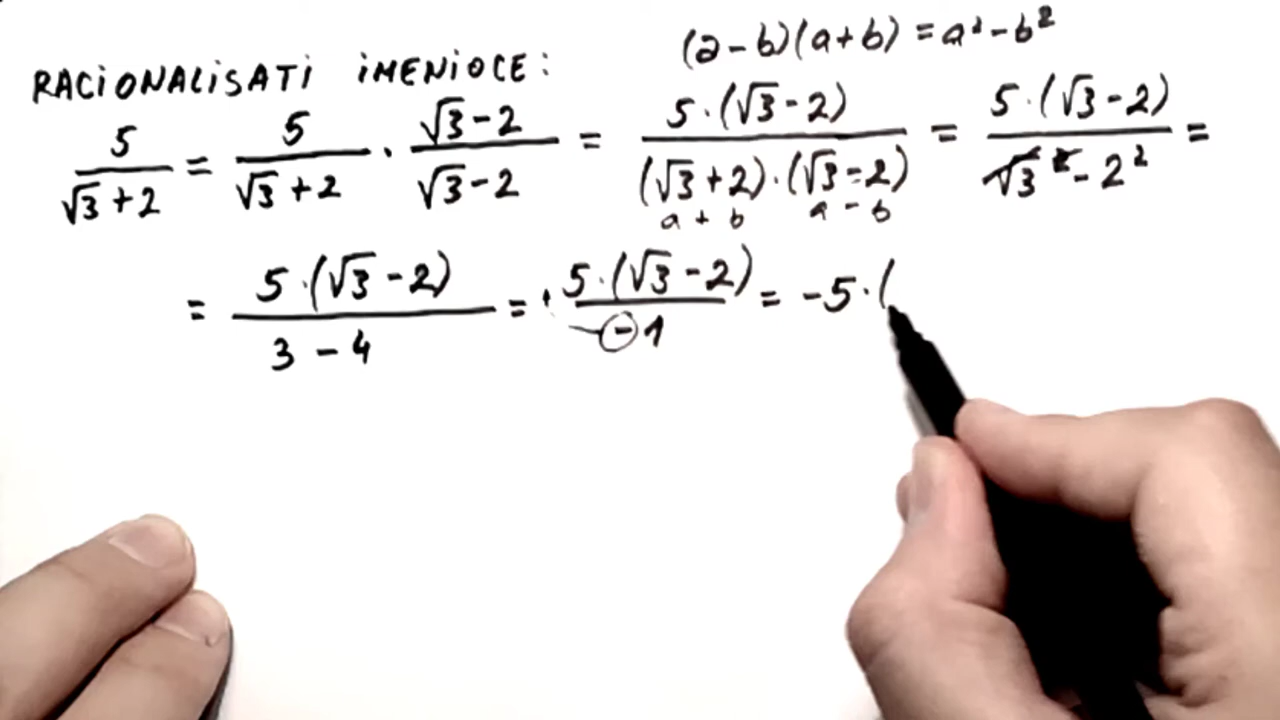 (a-b)(a+b) = a² - b²
RACIONALISATI IMENIOCE:
5/(√3+2) = 5/(√3+2) · (√3-2)/(√3-2) = 5·(√3-2)/((√3+2)·(√3-2)) = 5·(√3-2)/(√3² - 2²) =
a + b a - b
= 5·(√3-2)/(3-4) = + 5·(√3-2)/(-1) = -5·(